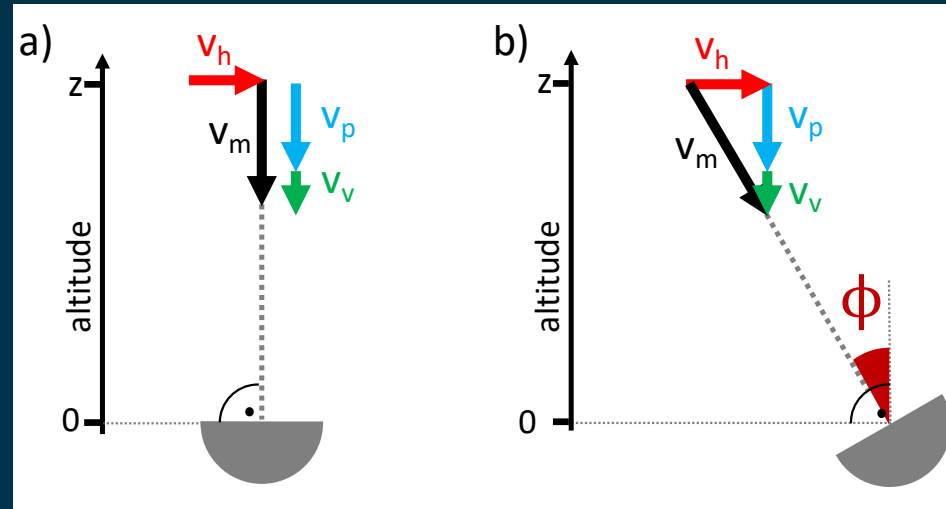 a)
z
v_h
v_m
v_p
v_v
altitude
0
b)
z
v_h
v_m
v_p
v_v
altitude
ϕ
0